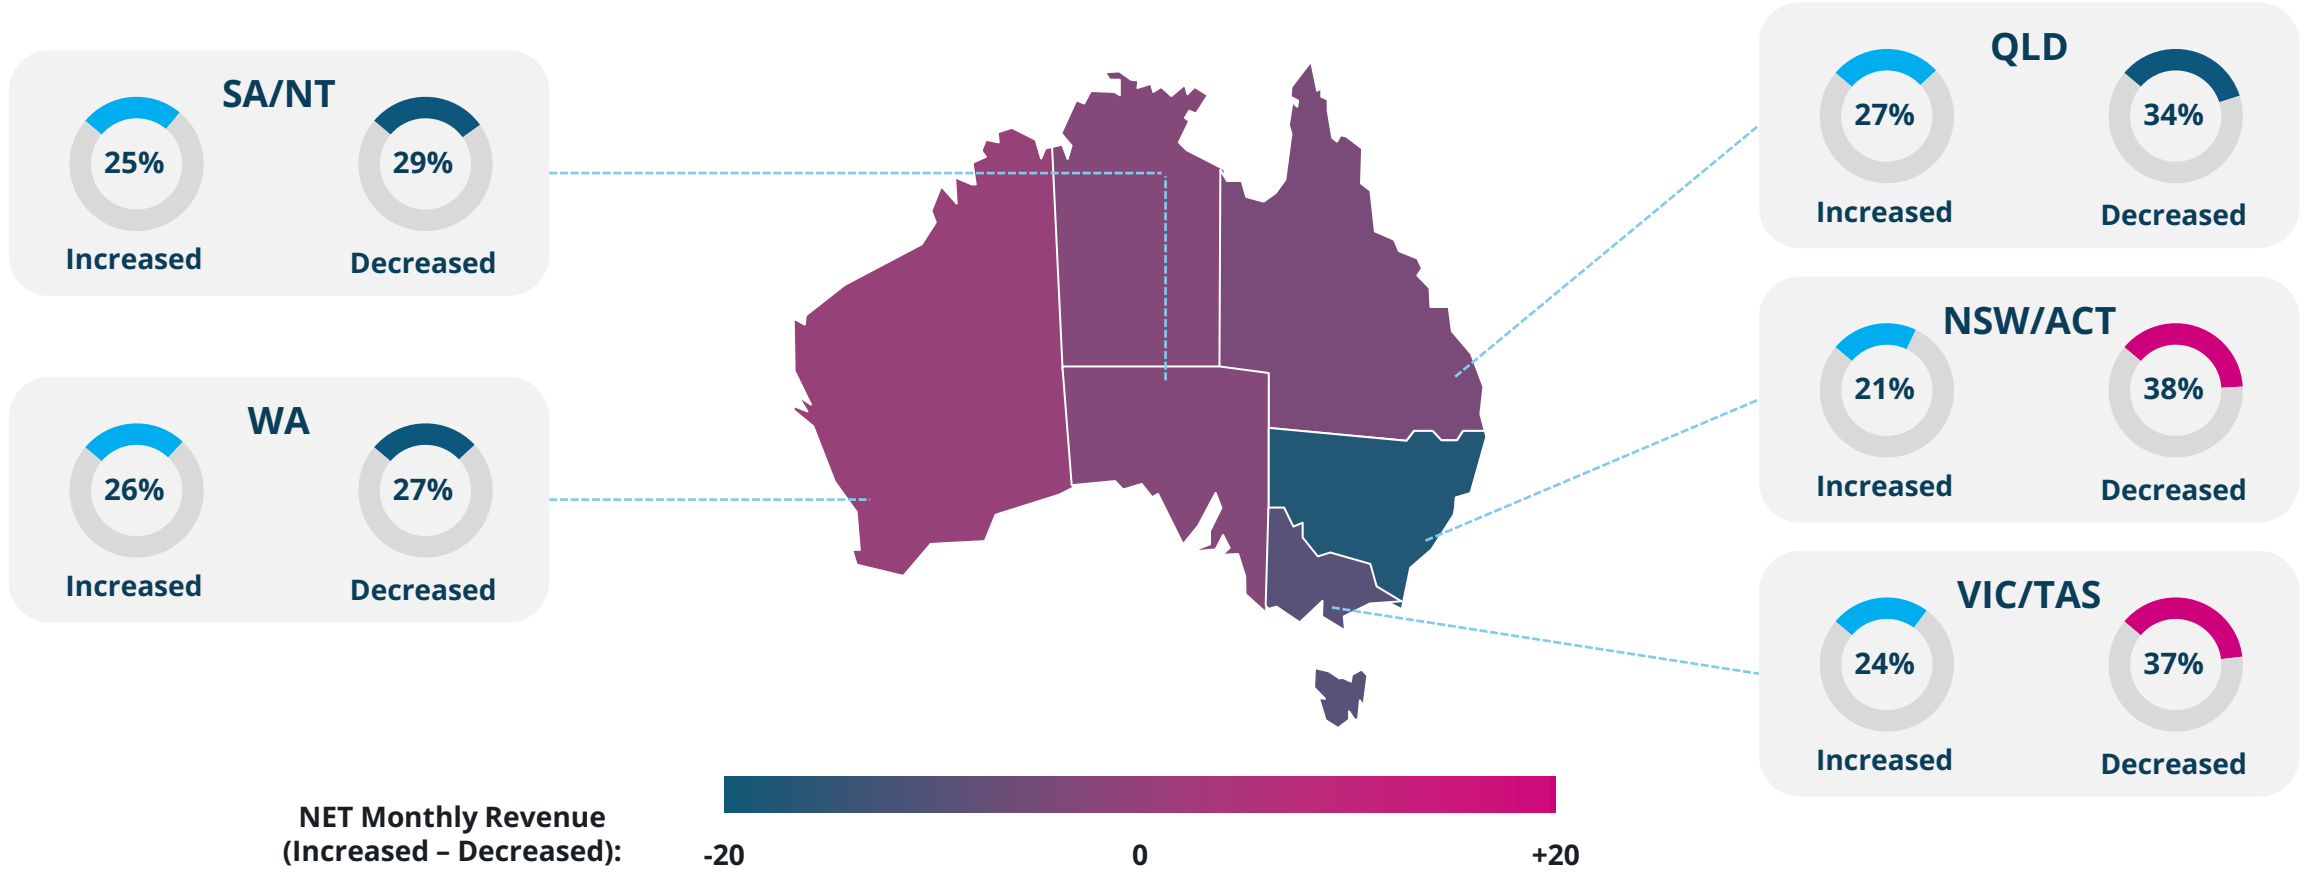 SA/NT
25%
29%
Increased
Decreased
WA
26%
27%
Increased
Decreased
QLD
27%
34%
Increased
Decreased
NSW/ACT
21%
38%
Increased
Decreased
VIC/TAS
24%
37%
Increased
Decreased
NET Monthly Revenue
(Increased – Decreased):
-20
0
+20